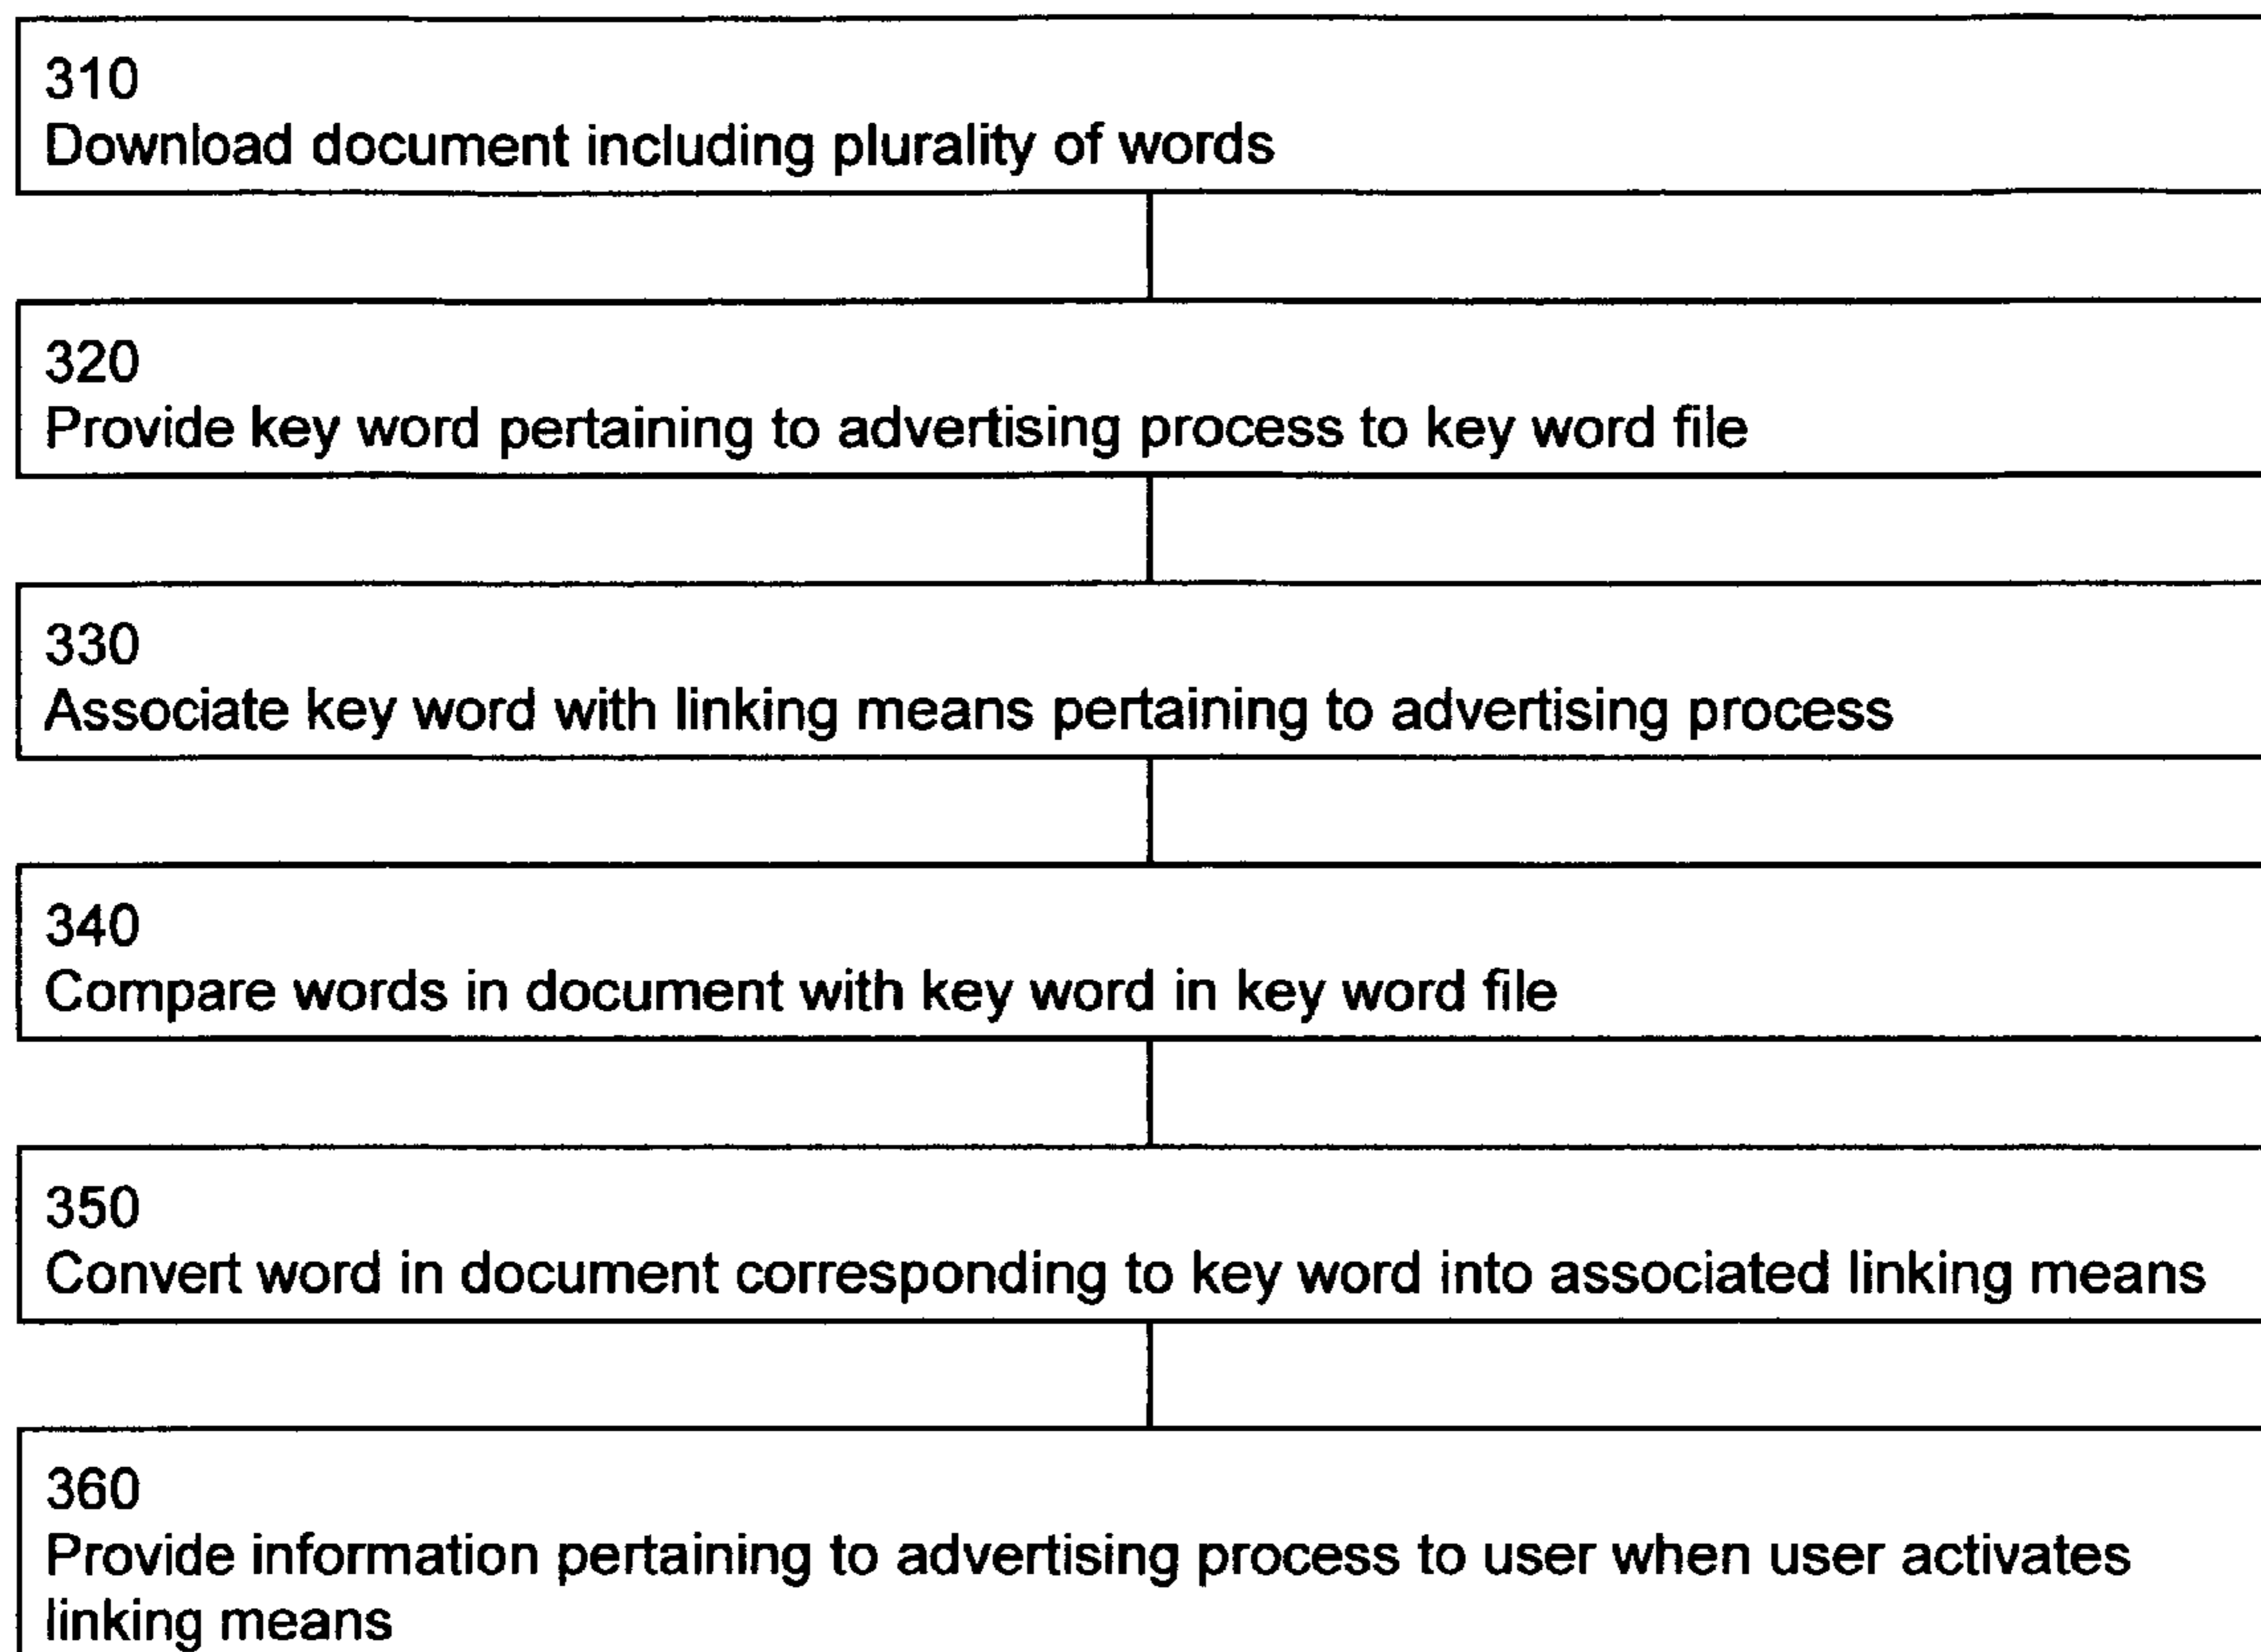 310
Download document including plurality of words
320
Provide key word pertaining to advertising process to key word file
330
Associate key word with linking means pertaining to advertising process
340
Compare words in document with key word in key word file
350
Convert word in document corresponding to key word into associated linking means
360
Provide information pertaining to advertising process to user when user activates
linking means